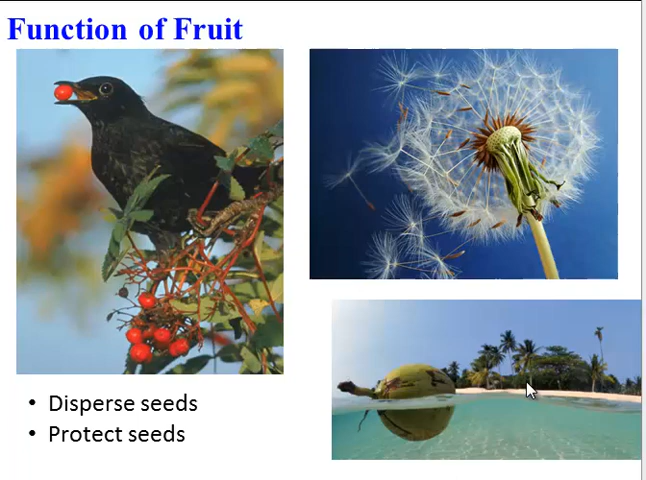 Function of Fruit
• Disperse seeds
• Protect seeds